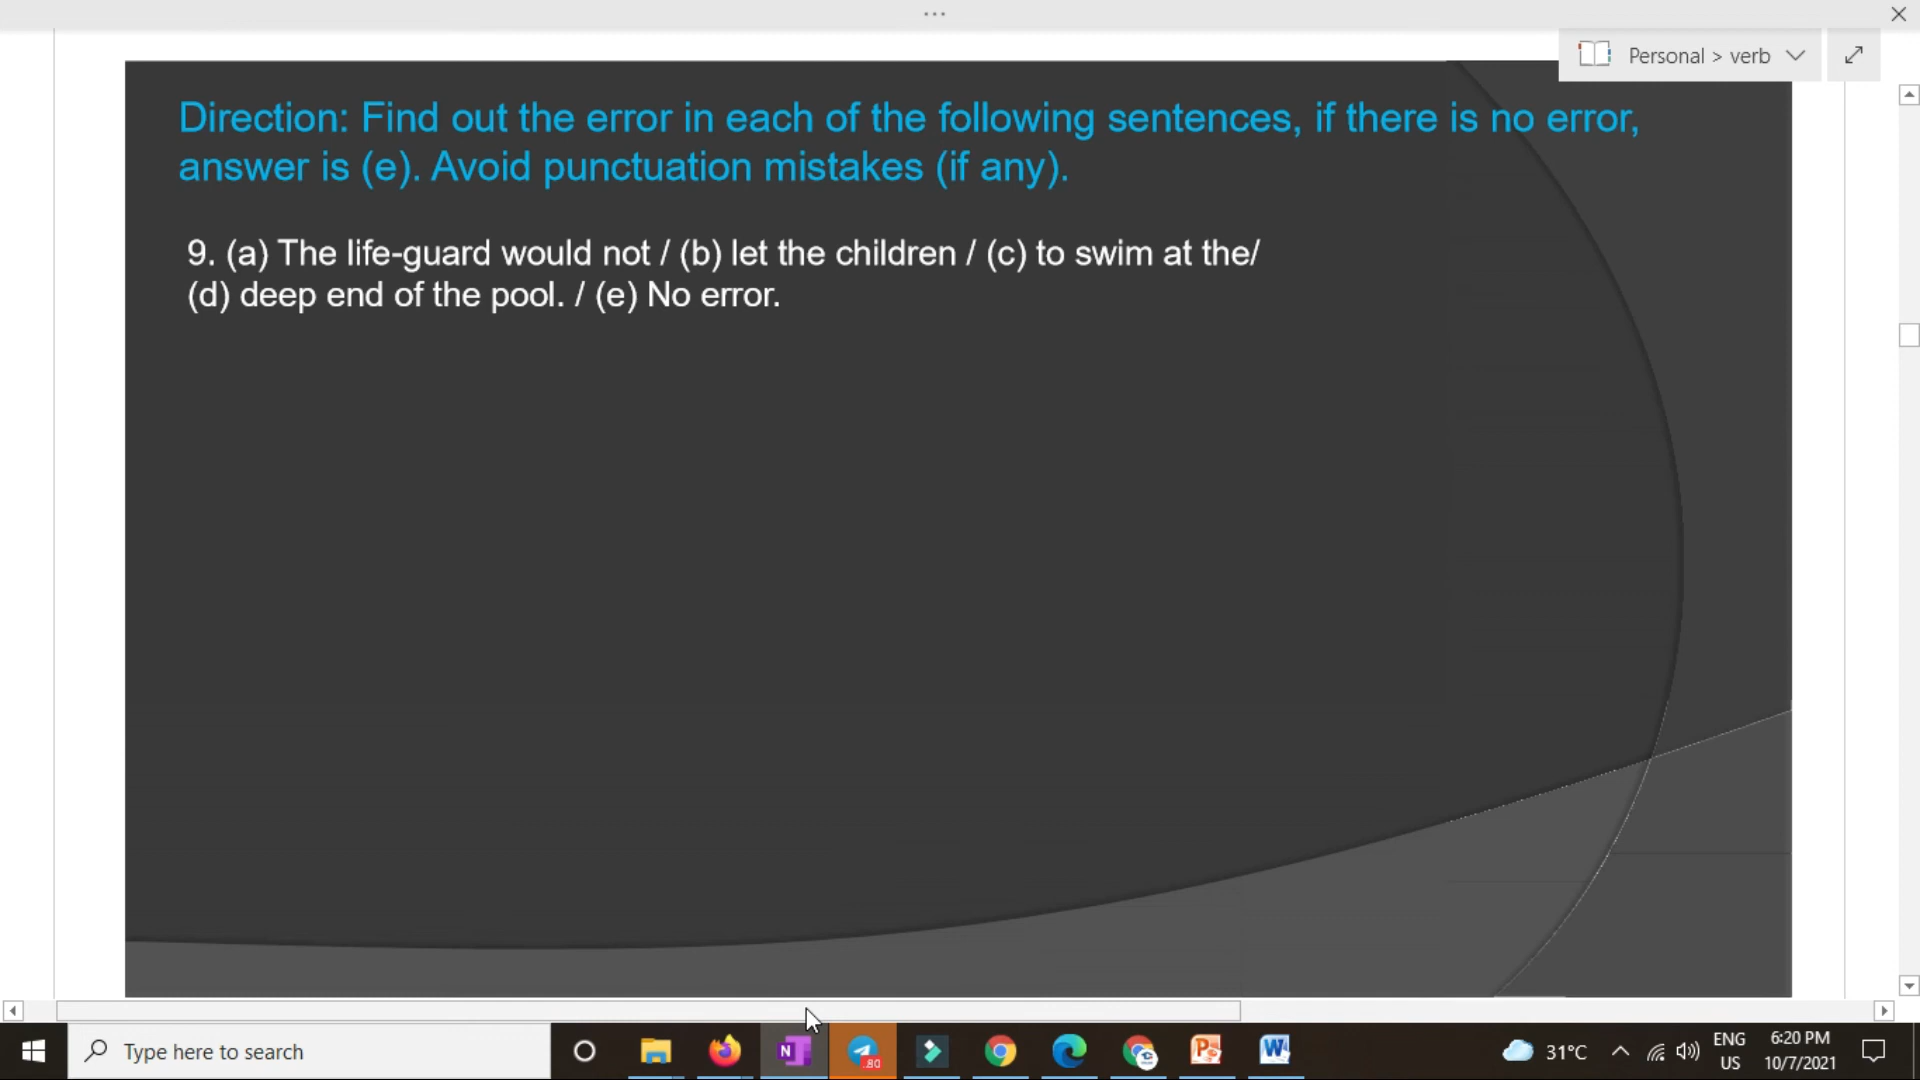 ...
Personal > verb
Direction: Find out the error in each of the following sentences, if there is no error,
answer is (e). Avoid punctuation mistakes (if any).
9. (a) The life-guard would not / (b) let the children / (c) to swim at the/
(d) deep end of the pool. / (e) No error.
Type here to search
N
.80
31°C
ENG
US
6:20 PM
10/7/2021